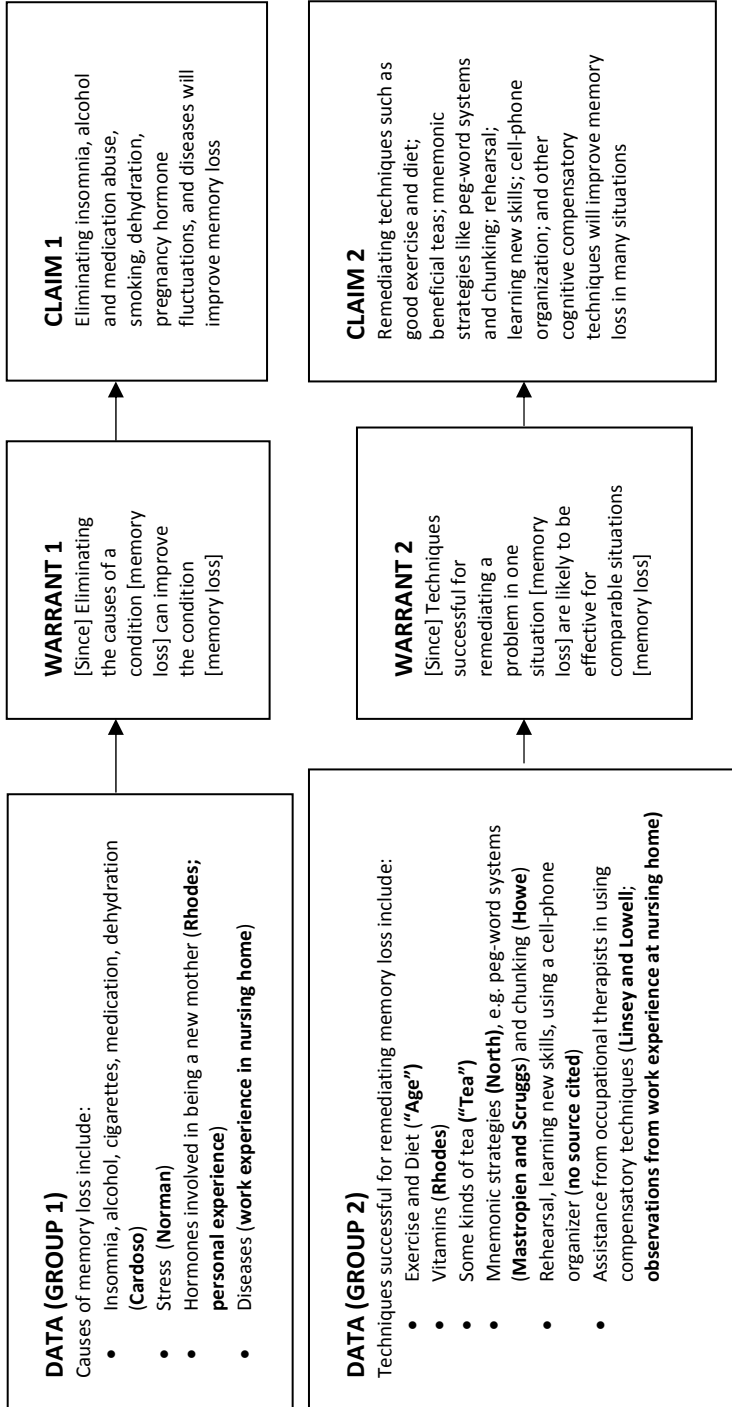 DATA (GROUP 1)
Causes of memory loss include:
• Insomnia, alcohol, cigarettes, medication, dehydration
(Cardoso)
• Stress (Norman)
• Hormones involved in being a new mother (Rhodes;
personal experience)
• Diseases (work experience in nursing home)
WARRANT 1
[Since] Eliminating
the causes of a
condition [memory
loss] can improve
the condition
[memory loss]
CLAIM 1
Eliminating insomnia, alcohol
and medication abuse,
smoking, dehydration,
pregnancy hormone
fluctuations, and diseases will
improve memory loss
DATA (GROUP 2)
Techniques successful for remediating memory loss include:
• Exercise and Diet (“Age”)
• Vitamins (Rhodes)
• Some kinds of tea (“Tea”)
• Mnemonic strategies (North), e.g. peg-word systems
(Mastropien and Scruggs) and chunking (Howe)
• Rehearsal, learning new skills, using a cell-phone
organizer (no source cited)
• Assistance from occupational therapists in using
compensatory techniques (Linsey and Lowell;
observations from work experience at nursing home)
WARRANT 2
[Since] Techniques
successful for
remediating a
problem in one
situation [memory
loss] are likely to be
effective for
comparable situations
[memory loss]
CLAIM 2
Remediating techniques such as
good exercise and diet;
beneficial teas; mnemonic
strategies like peg-word systems
and chunking; rehearsal;
learning new skills; cell-phone
organization; and other
cognitive compensatory
techniques will improve memory
loss in many situations